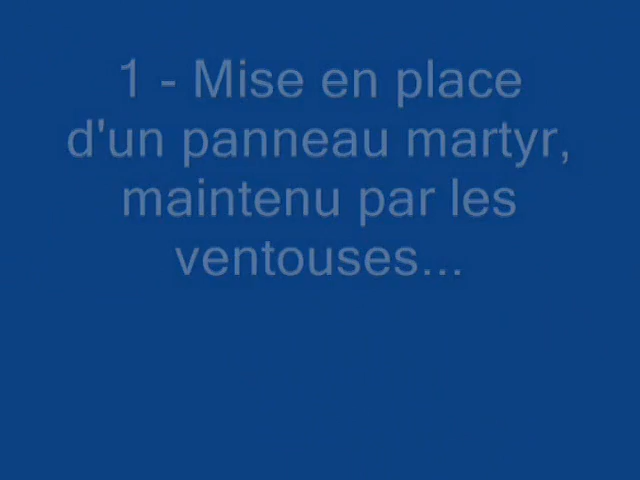 1 - Mise en place
d'un panneau martyr,
maintenu par les
ventouses...